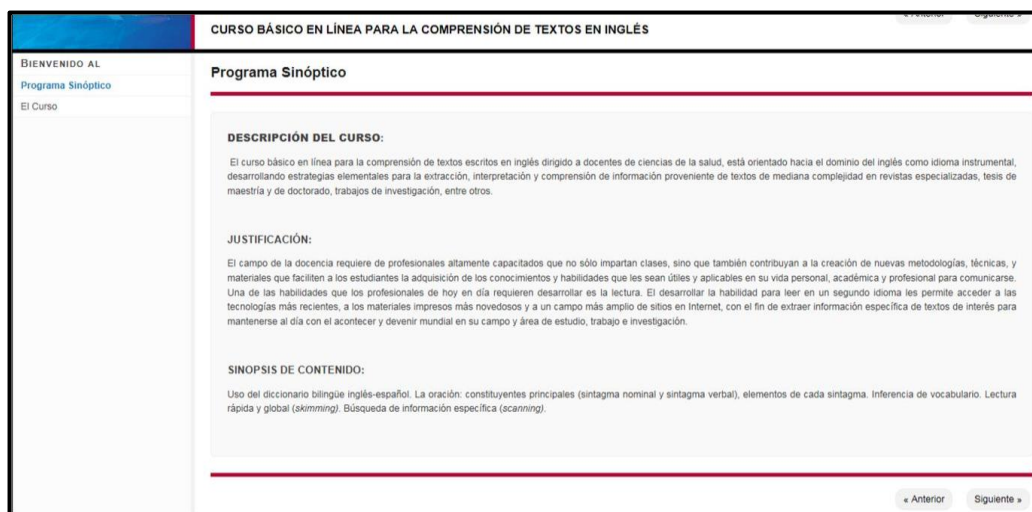 CURSO BÁSICO EN LÍNEA PARA LA COMPRENSIÓN DE TEXTOS EN INGLÉS
« Anterior Siguiente »
BIENVENIDO AL
Programa Sinóptico
El Curso
Programa Sinóptico
DESCRIPCIÓN DEL CURSO:
El curso básico en línea para la comprensión de textos escritos en inglés dirigido a docentes de ciencias de la salud, está orientado hacia el dominio del inglés como idioma instrumental,
desarrollando estrategias elementales para la extracción, interpretación y comprensión de información proveniente de textos de mediana complejidad en revistas especializadas, tesis de
maestría y de doctorado, trabajos de investigación, entre otros.
JUSTIFICACIÓN:
El campo de la docencia requiere de profesionales altamente capacitados que no sólo impartan clases, sino que también contribuyan a la creación de nuevas metodologías, técnicas, y
materiales que faciliten a los estudiantes la adquisición de los conocimientos y habilidades que les sean útiles y aplicables en su vida personal, académica y profesional para comunicarse.
Una de las habilidades que los profesionales de hoy en día requieren desarrollar es la lectura. El desarrollar la habilidad para leer en un segundo idioma les permite acceder a las
tecnologías más recientes, a los materiales impresos más novedosos y a un campo más amplio de sitios en Internet, con el fin de extraer información específica de textos de interés para
mantenerse al día con el acontecer y devenir mundial en su campo y área de estudio, trabajo e investigación.
SINOPSIS DE CONTENIDO:
Uso del diccionario bilingüe inglés-español. La oración: constituyentes principales (sintagma nominal y sintagma verbal), elementos de cada sintagma. Inferencia de vocabulario. Lectura
rápida y global (skimming). Búsqueda de información específica (scanning).
« Anterior Siguiente »